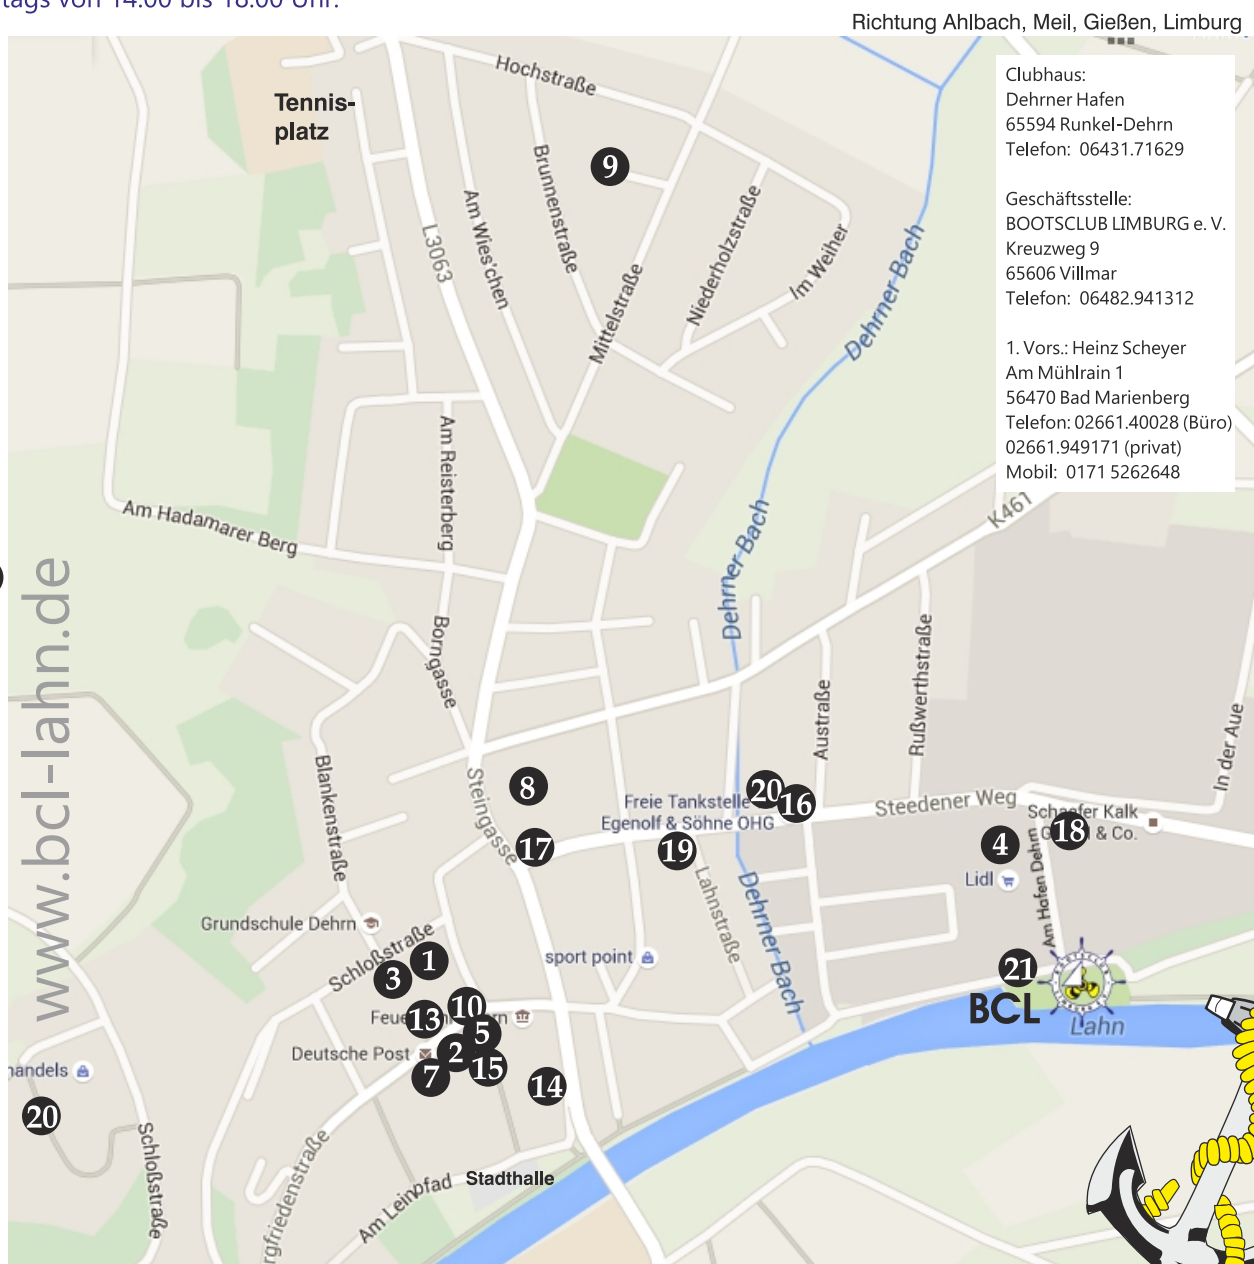 tags von 14.00 bis 18.00 Uhr.
Richtung Ahlbach, Meil, Gießen, Limburg
Clubhaus:
Dehrner Hafen
65594 Runkel-Dehrn
Telefon: 06431.71629
Geschäftsstelle:
BOOTSCLUB LIMBURG e. V.
Kreuzweg 9
65606 Villmar
Telefon: 06482.941312
1. Vors.: Heinz Scheyer
Am Mühlrain 1
56470 Bad Marienberg
Telefon: 02661.40028 (Büro)
02661.949171 (privat)
Mobil: 0171 5262648
Tennis-
platz
Hochstraße
9
Brunnenstraße
Am Wies'chen
L3063
Mittelstraße
Niederholzstraße
Im Weiher
Dehrner Bach
Am Reisterberg
Am Hadamarer Berg
K461
Dehrner Bach
www.bcl-lahn.de
Borngasse
Rußwerthstraße
Austraße
In der Aue
Blankenstraße
Steingasse
8
Freie Tankstelle
Egenolf & Söhne OHG
20
16
Steedener Weg
Schaefer Kalk
& Co.
18
17
19
4
Lidl
Am Hafen Dehrn
Lahnstraße
Dehrner Bach
Grundschule Dehrn
Schloßstraße
1
3
sport point
21
BCL
Lahn
10
13
5
Deutsche Post
2
7
15
14
handels
20
Schloßstraße
rgfriedenstraße
Am Leinpfad
Stadthalle